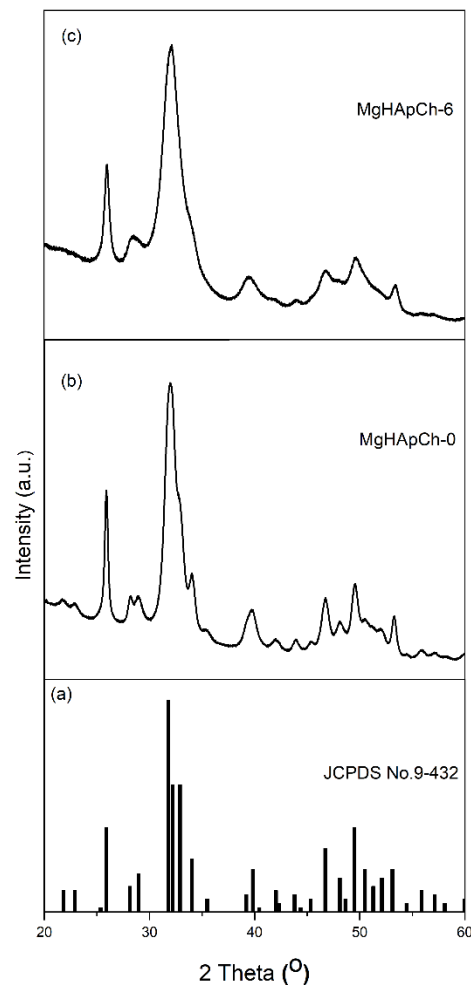 (c)
MgHApCh-6
(b)
MgHApCh-0
Intensity (a.u.)
(a)
JCPDS No.9-432
20 30 40 50 60
2 Theta (O)